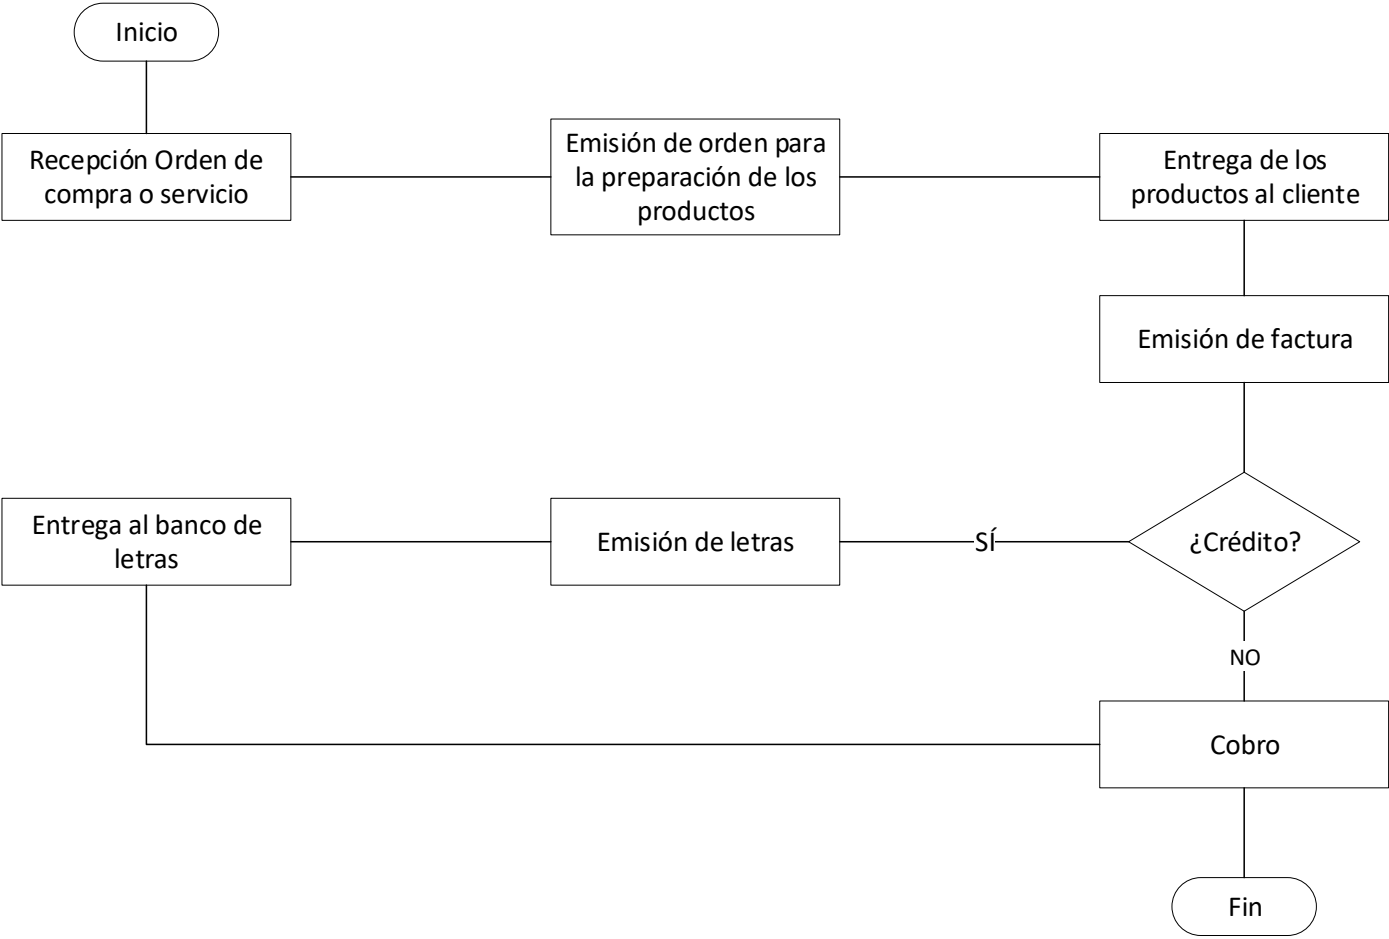 Inicio
Recepción Orden de
compra o servicio
Emisión de orden para
la preparación de los
productos
Entrega de los
productos al cliente
Emisión de factura
¿Crédito?
SÍ
Emisión de letras
Entrega al banco de
letras
NO
Cobro
Fin